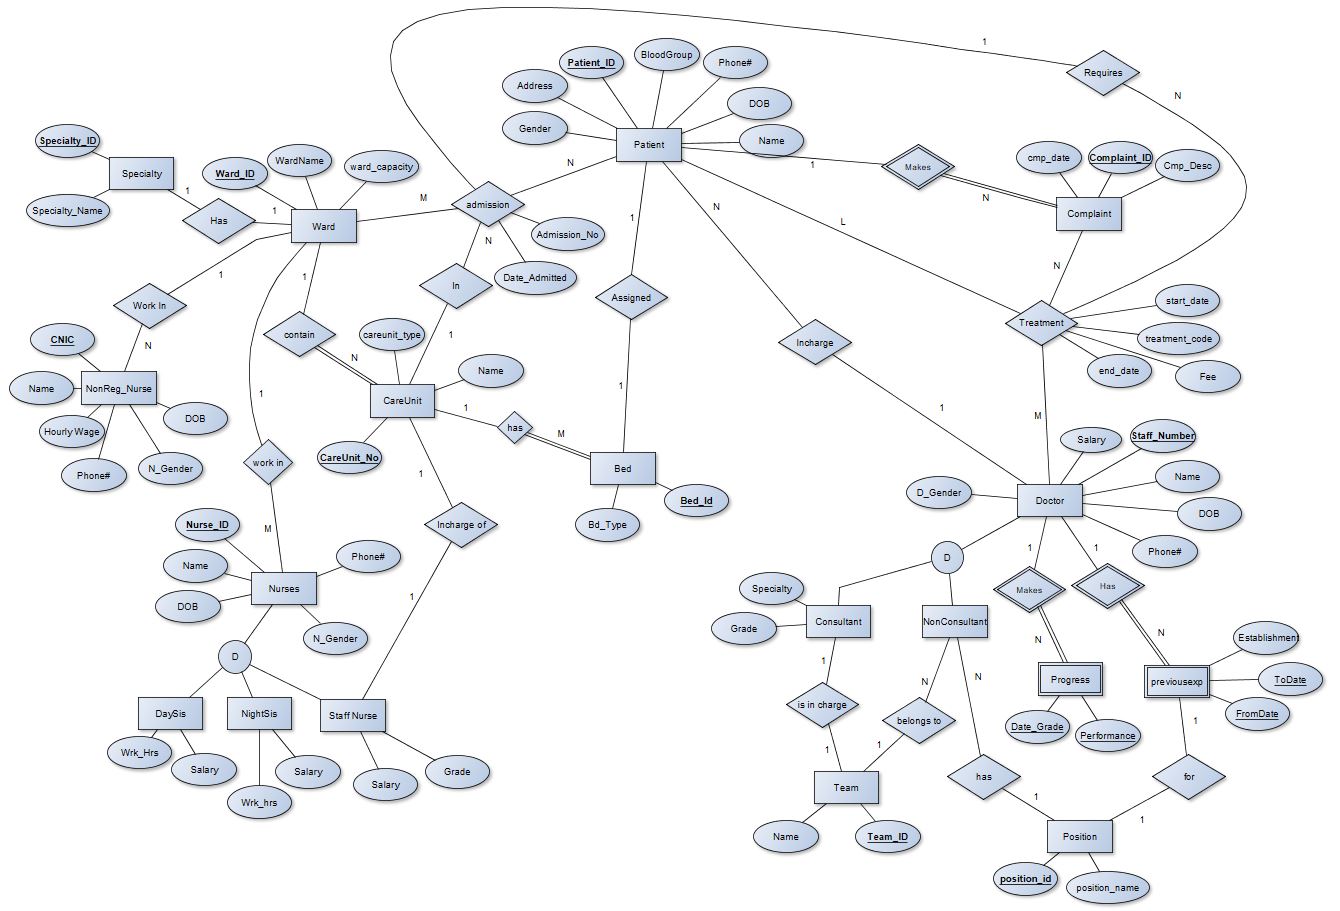 1
Requires
N
Patient_ID
BloodGroup
Phone#
Address
DOB
Gender
Name
Patient
N
1
Makes
N
cmp_date
Complaint_ID
Cmp_Desc
Complaint
Specialty_ID
Specialty
Specialty_Name
1
Has
1
Ward_ID
WardName
ward_capacity
Ward
M
admission
Admission_No
Date_Admitted
N
In
1
1
Assigned
1
N
Incharge
1
L
N
Treatment
start_date
treatment_code
Fee
end_date
M
1
Work In
N
CNIC
Name
NonReg_Nurse
Hourly Wage
DOB
Phone#
N_Gender
1
contain
N
careunit_type
Name
CareUnit
CareUnit_No
1
has
M
Bed
Bed_Id
Bd_Type
1
work in
M
1
Incharge of
1
Nurse_ID
Name
Phone#
DOB
Nurses
N_Gender
D
DaySis
NightSis
Staff Nurse
Wrk_Hrs
Salary
Wrk_hrs
Salary
Salary
Grade
Salary
Staff_Number
Name
D_Gender
Doctor
DOB
Phone#
D
1
Makes
N
1
Has
N
Specialty
Grade
Consultant
NonConsultant
1
is in charge
1
N
belongs to
1
N
has
1
Team
Name
Team_ID
Progress
Date_Grade
Performance
previousexp
Establishment
ToDate
FromDate
1
for
1
Position
position_id
position_name